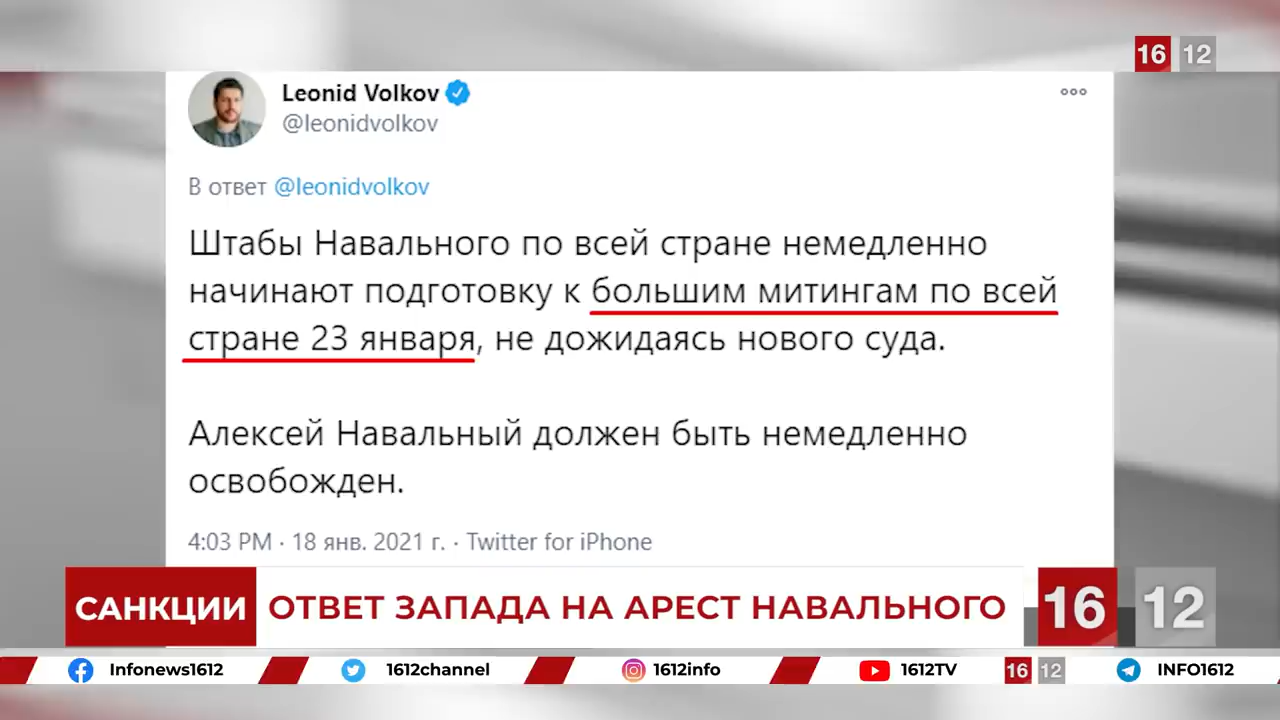 16 12
Leonid Volkov
@leonidvolkov
В ответ @leonidvolkov
Штабы Навального по всей стране немедленно
начинают подготовку к большим митингам по всей
стране 23 января, не дожидаясь нового суда.
Алексей Навальный должен быть немедленно
освобожден.
4:03 PM · 18 янв. 2021 г. · Twitter for iPhone
САНКЦИИ ОТВЕТ ЗАПАДА НА АРЕСТ НАВАЛЬНОГО 16 12
Infonews1612 1612channel 1612info 1612TV 16 12 INFO1612